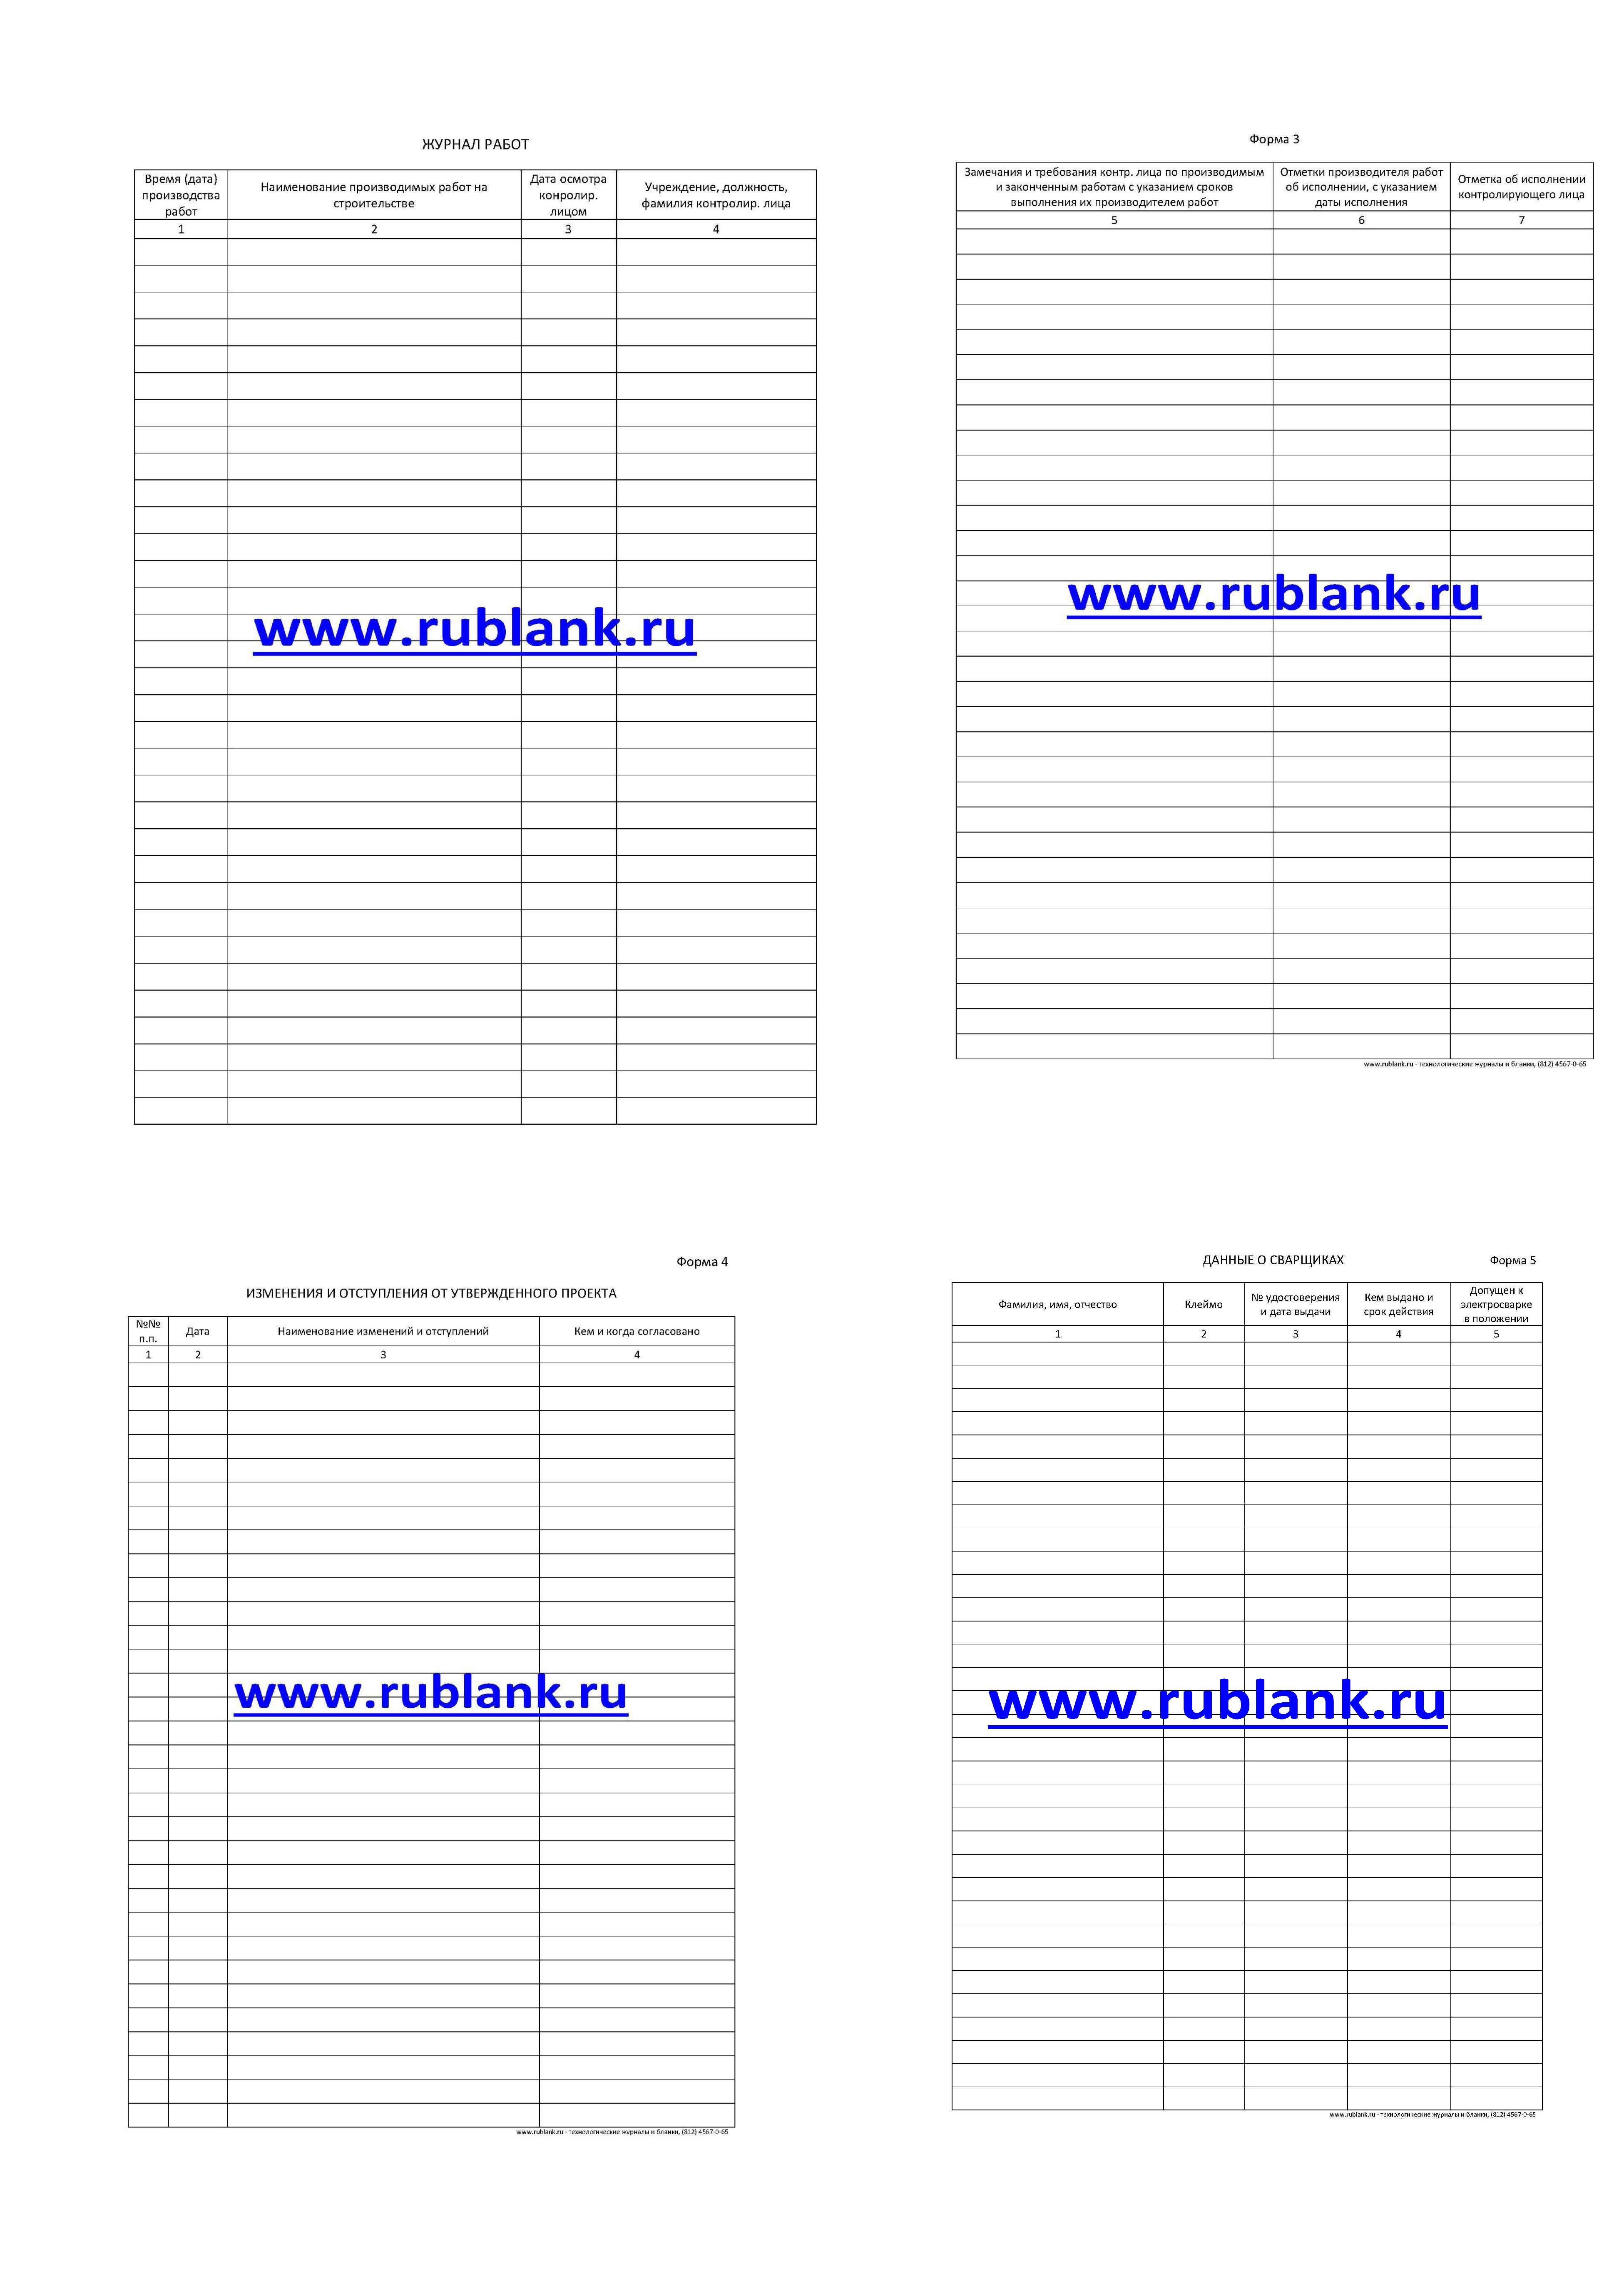 ЖУРНАЛ РАБОТ
Время (дата)
производства
работ
Наименование производимых работ на
строительстве
Дата осмотра
конролир.
лицом
Учреждение, должность,
фамилия контролир. лица
1
2
3
4
www.rublank.ru
Форма 3
Замечания и требования контр. лица по производимым
и законченным работам с указанием сроков
выполнения их производителем работ
Отметки производителя работ
об исполнении, с указанием
даты исполнения
Отметка об исполнении
контролирующего лица
5
6
7
www.rublank.ru
www.rublank.ru - технологические журналы и бланки, (812) 4567-0-65
Форма 4
ИЗМЕНЕНИЯ И ОТСТУПЛЕНИЯ ОТ УТВЕРЖДЕННОГО ПРОЕКТА
№№
п.п.
Дата
Наименование изменений и отступлений
Кем и когда согласовано
1
2
3
4
www.rublank.ru
www.rublank.ru - технологические журналы и бланки, (812) 4567-0-65
ДАННЫЕ О СВАРЩИКАХ
Форма 5
Фамилия, имя, отчество
Клеймо
№ удостоверения
и дата выдачи
Кем выдано и
срок действия
Допущен к
электросварке
в положении
1
2
3
4
5
www.rublank.ru
www.rublank.ru - технологические журналы и бланки, (812) 4567-0-65